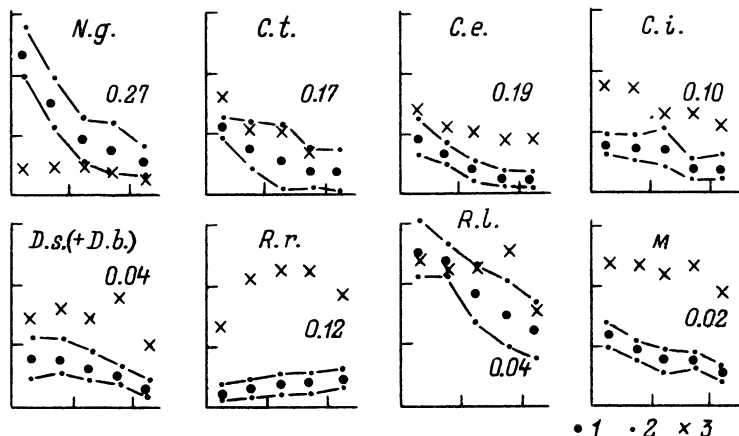 N.g. C.t. C.e. C.i.
0.27 0.17 0.19 0.10
D.s.(+D.b.) R.r. R.l. M
0.04 0.12 0.04 0.02
• 1 · 2 × 3